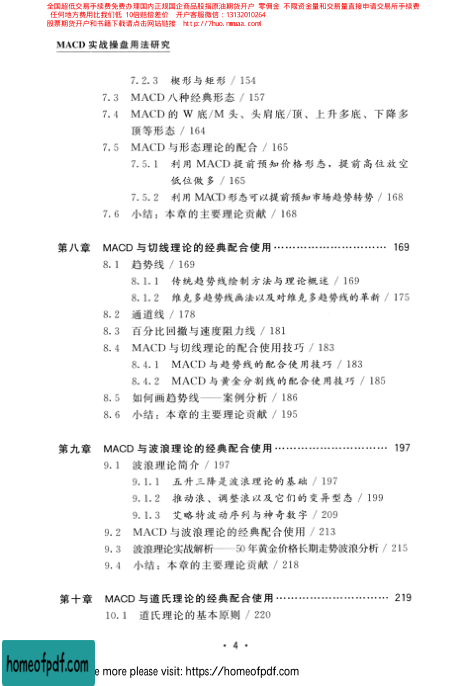 全国超低交易手续费免费办理国内正规国企商品股指原油期货开户 零佣金 不限资金量和交易量直接申请交易所手续费
任何地方费用比我们低 10倍赔偿差价 开户客服微信:13132010264
股票期货开户和书籍下载请点击网站链接 http://7huo.mmaa.com/
MACD 实战操盘用法研究
7.2.3 楔形与矩形 / 154
7.3 MACD 八种经典形态 / 157
7.4 MACD 的 W 底/M 头、头肩底/顶、上升多底、下降多
顶等形态 / 164
7.5 MACD 与形态理论的配合 / 165
7.5.1 利用 MACD 提前预知价格形态,提前高位放空
低位做多 / 165
7.5.2 利用 MACD 形态可以提前预知市场趋势转势 / 168
7.6 小结:本章的主要理论贡献 / 168
第八章 MACD 与切线理论的经典配合使用………………………… 169
8.1 趋势线 / 169
8.1.1 传统趋势线绘制方法与理论概述 / 169
8.1.2 维克多趋势线画法以及对维克多趋势线的革新 / 175
8.2 通道线 / 178
8.3 百分比回撤与速度阻力线 / 181
8.4 MACD 与切线理论的配合使用技巧 / 183
8.4.1 MACD 与趋势线的配合使用技巧 / 183
8.4.2 MACD 与黄金分割线的配合使用技巧 / 185
8.5 如何画趋势线——案例分析 / 186
8.6 小结:本章的主要理论贡献 / 195
第九章 MACD 与波浪理论的经典配合使用………………………… 197
9.1 波浪理论简介 / 197
9.1.1 五升三降是波浪理论的基础 / 197
9.1.2 推动浪、调整浪以及它们的变异型态 / 199
9.1.3 艾略特波动序列与神奇数字 / 209
9.2 MACD 与波浪理论的经典配合使用 / 213
9.3 波浪理论实战解析——50 年黄金价格长期走势波浪分析 / 215
9.4 小结:本章的主要理论贡献 / 218
第十章 MACD 与道氏理论的经典配合使用………………………… 219
10.1 道氏理论的基本原则 / 220
· 4 ·
homeofpdf.com
e more please visit: https://homeofpdf.com